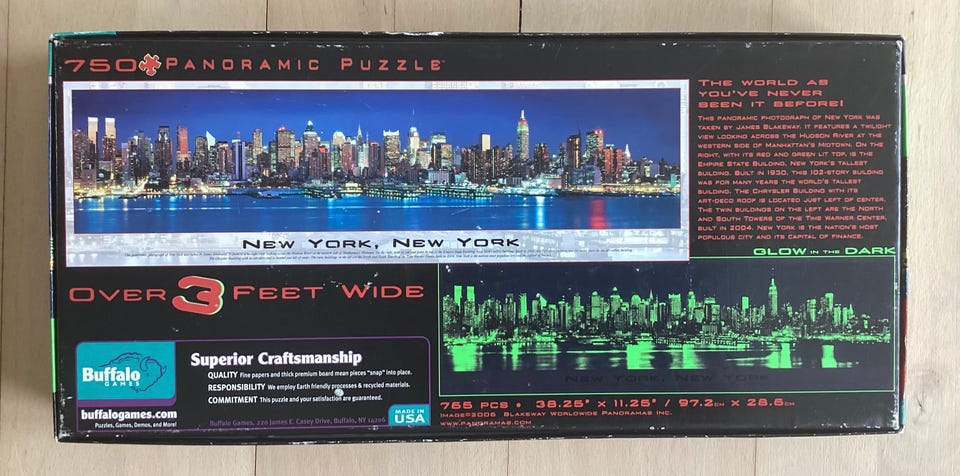 750 PANORAMIC PUZZLE™
NEW YORK, NEW YORK
OVER 3 FEET WIDE
Buffalo
GAMES
buffalogames.com
Puzzles, Games, Demos, and More!
Superior Craftsmanship
QUALITY Fine papers and thick premium board mean pieces "snap" into place.
RESPONSIBILITY We employ Earth friendly processes & recycled materials.
COMMITMENT This puzzle and your satisfaction are guaranteed.
Buffalo Games, 220 James E. Casey Drive, Buffalo, NY 14206
MADE IN
USA
THE WORLD AS
YOU'VE NEVER
SEEN IT BEFORE!
THIS PANORAMIC PHOTOGRAPH OF NEW YORK WAS
TAKEN BY JAMES BLAKEWAY. IT FEATURES A TWILIGHT
VIEW LOOKING ACROSS THE HUDSON RIVER AT THE
WESTERN SIDE OF MANHATTAN'S MIDTOWN. ON THE
RIGHT, WITH ITS RED AND GREEN LIT TOP, IS THE
EMPIRE STATE BUILDING, NEW YORK'S TALLEST
BUILDING. BUILT IN 1930, THIS 102-STORY BUILDING
WAS FOR MANY YEARS THE WORLD'S TALLEST
BUILDING. THE CHRYSLER BUILDING WITH ITS
ART-DECO ROOF IS LOCATED JUST LEFT OF CENTER.
THE TWIN BUILDINGS ON THE LEFT ARE THE NORTH
AND SOUTH TOWERS OF THE TIME WARNER CENTER,
BUILT IN 2004. NEW YORK IS THE NATION'S MOST
POPULOUS CITY AND ITS CAPITAL OF FINANCE.
GLOW IN THE DARK
NEW YORK, NEW YORK
765 PCS • 38.25" X 11.25" / 97.2CM X 28.6CM
IMAGE©2006 BLAKEWAY WORLDWIDE PANORAMAS INC.
WWW.PANORAMAS.COM